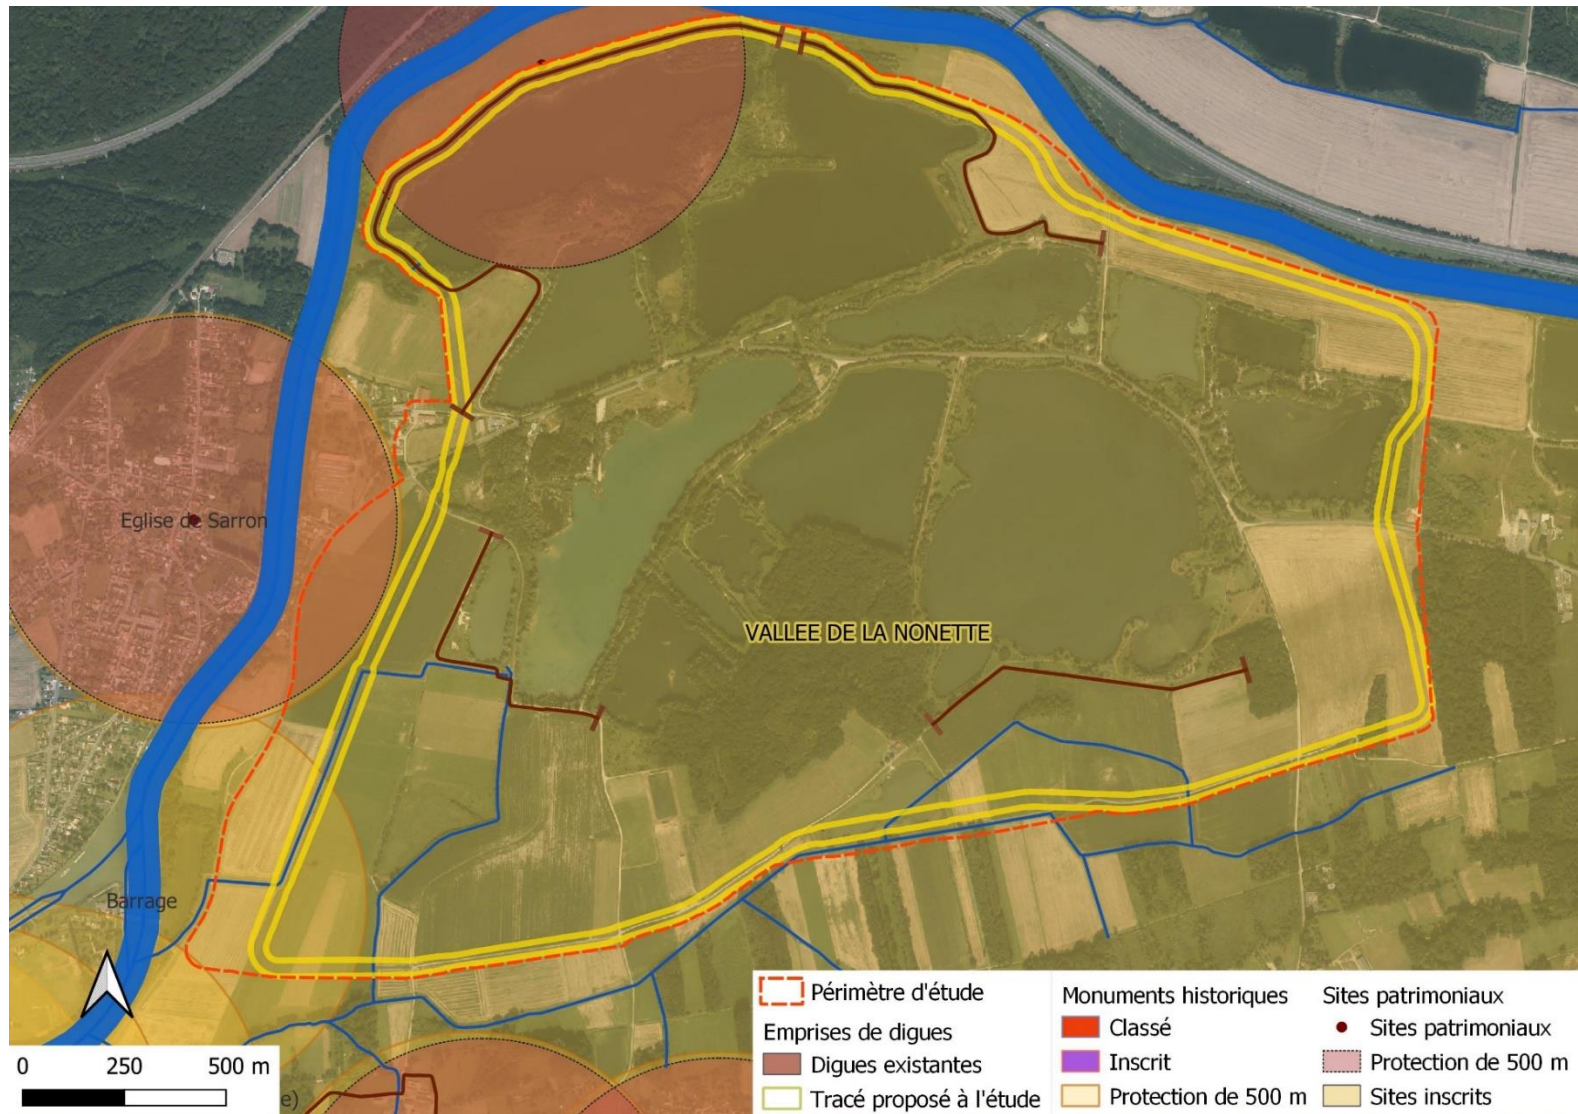 Eglise de Sarron
VALLEE DE LA NONETTE
Barrage
0 250 500 m
e)
Périmètre d'étude
Emprises de digues
Digues existantes
Tracé proposé à l'étude
Monuments historiques
Classé
Inscrit
Protection de 500 m
Sites patrimoniaux
Sites patrimoniaux
Protection de 500 m
Sites inscrits